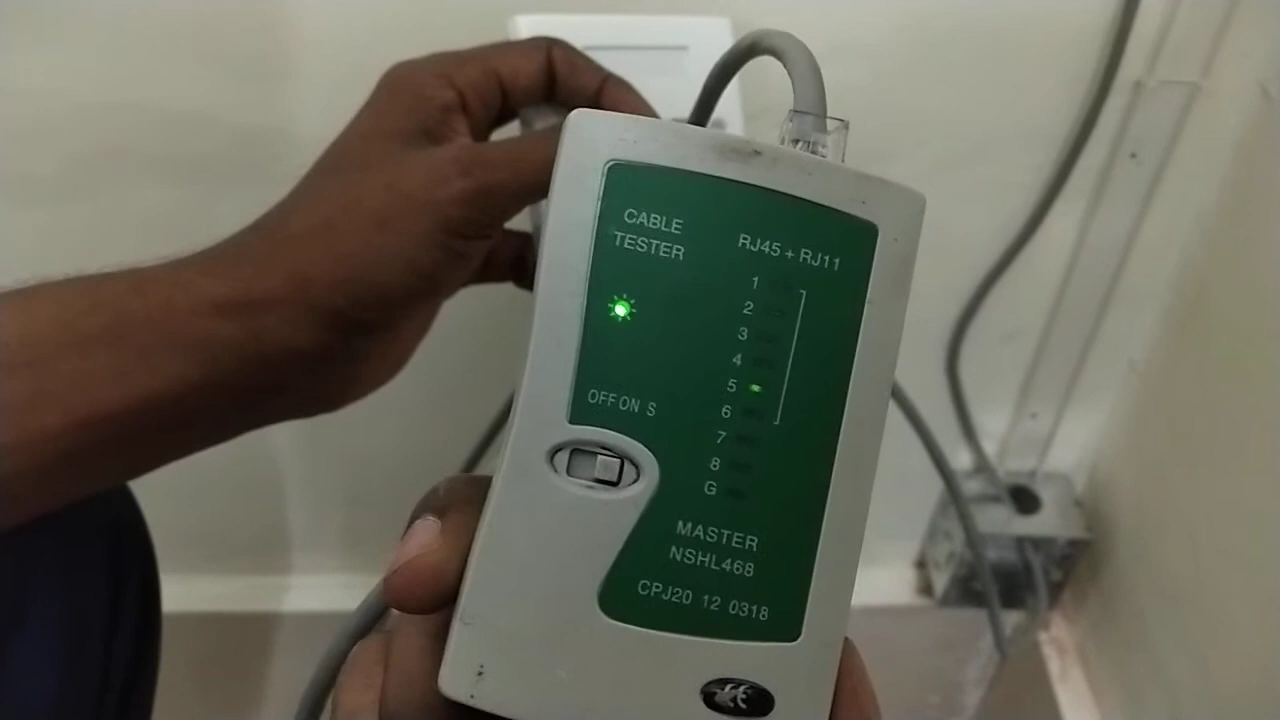 CABLE
TESTER
RJ45 + RJ11
1
2
3
4
5
6
7
8
G
OFF ON S
MASTER
NSHL468
CPJ20 12 0318
CE